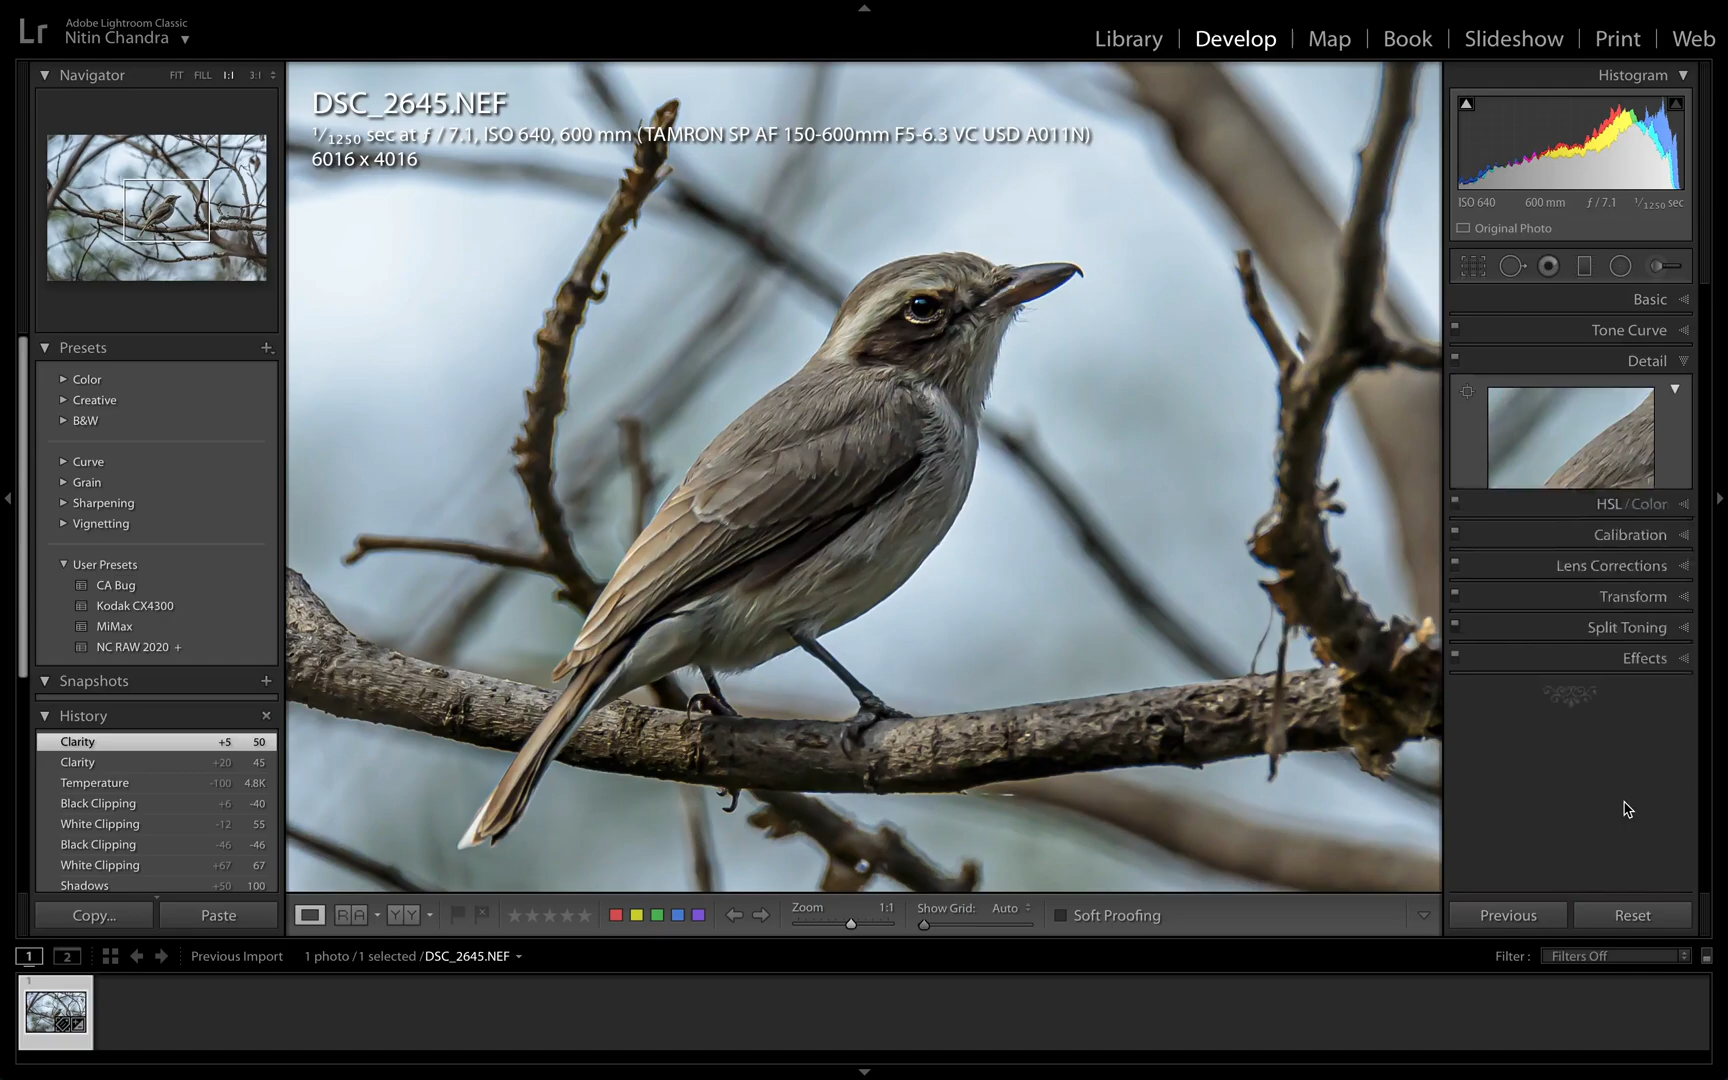 Lr
Adobe Lightroom Classic
Nitin Chandra
Library | Develop | Map | Book | Slideshow | Print | Web
Navigator FIT FILL 1:1 3:1
DSC_2645.NEF
1/1250 sec at ƒ / 7.1, ISO 640, 600 mm (TAMRON SP AF 150-600mm F5-6.3 VC USD A011N)
6016 x 4016
Presets
Color
Creative
B&W
Curve
Grain
Sharpening
Vignetting
User Presets
CA Bug
Kodak CX4300
MiMax
NC RAW 2020 +
Snapshots
History
Clarity +5 50
Clarity +20 45
Temperature -100 4.8K
Black Clipping +6 -40
White Clipping -12 55
Black Clipping -46 -46
White Clipping +67 67
Shadows +50 100
Copy... Paste
Histogram
ISO 640 600 mm ƒ / 7.1 1/1250 sec
Original Photo
Basic
Tone Curve
Detail
HSL / Color
Calibration
Lens Corrections
Transform
Split Toning
Effects
R A Y Y Zoom 1:1 Show Grid: Auto Soft Proofing
Previous Reset
1 2 Previous Import 1 photo / 1 selected / DSC_2645.NEF Filter : Filters Off
1